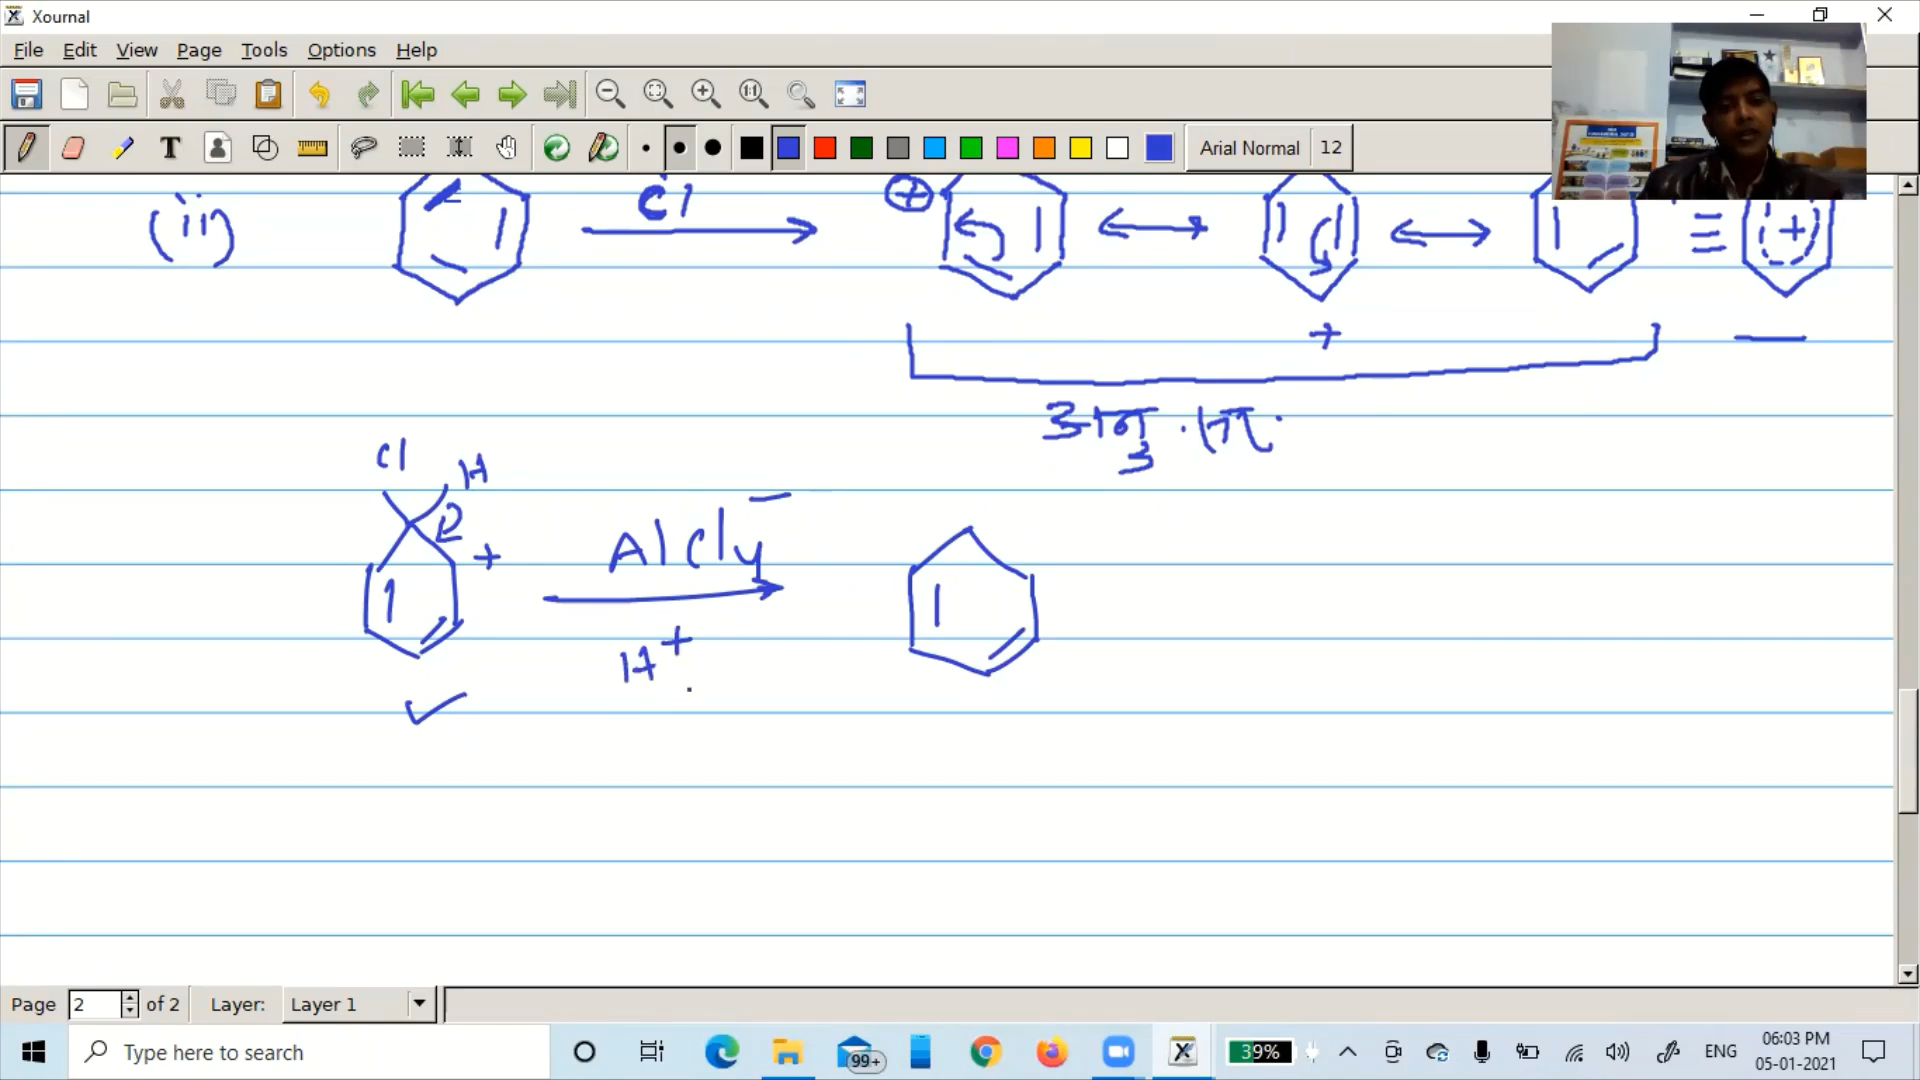 Xournal
File Edit View Page Tools Options Help
Arial Normal 12
(ii)
Cl
+
+
+
Cl
H
+
AlCl4 –
H+
Page 2 of 2 Layer: Layer 1
Type here to search
99+
39%
ENG
06:03 PM
05-01-2021